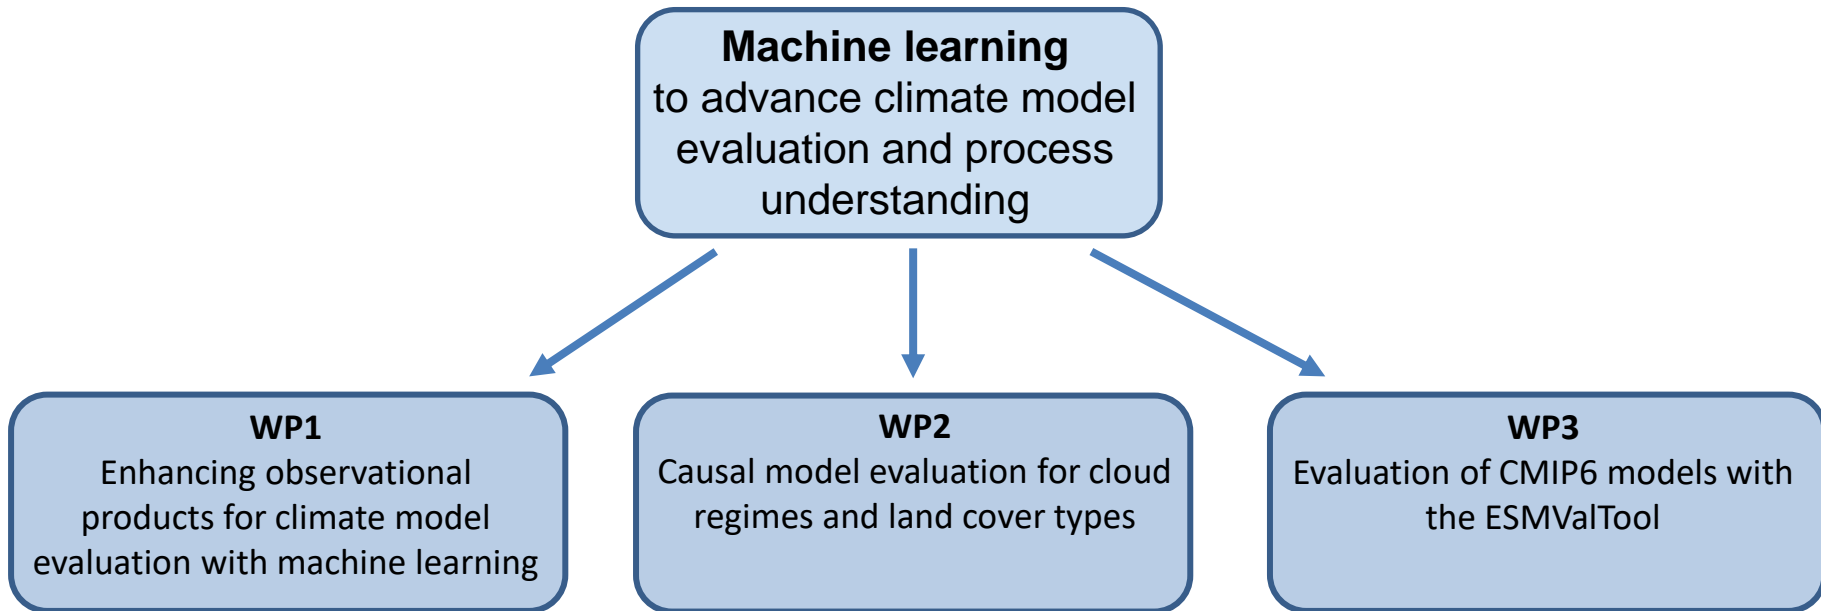 Machine learning
to advance climate model
evaluation and process
understanding
WP1
Enhancing observational
products for climate model
evaluation with machine learning
WP2
Causal model evaluation for cloud
regimes and land cover types
WP3
Evaluation of CMIP6 models with
the ESMValTool